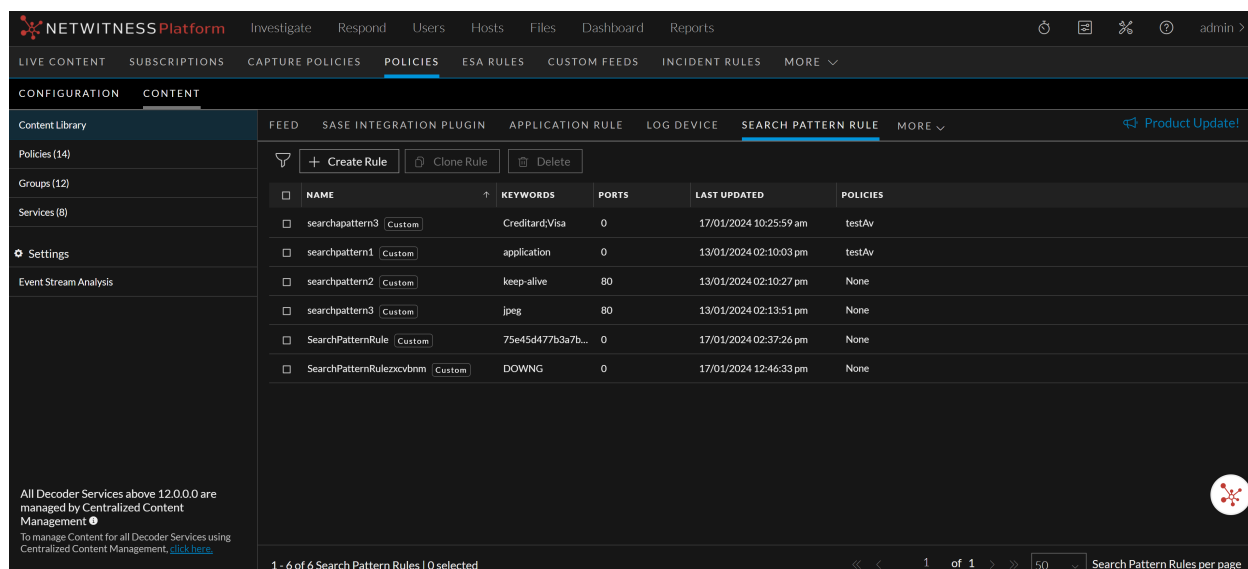 NETWITNESS Platform Investigate Respond Users Hosts Files Dashboard Reports admin >
LIVE CONTENT SUBSCRIPTIONS CAPTURE POLICIES POLICIES ESA RULES CUSTOM FEEDS INCIDENT RULES MORE
CONFIGURATION CONTENT
Content Library
Policies (14)
Groups (12)
Services (8)
Settings
Event Stream Analysis
All Decoder Services above 12.0.0.0 are
managed by Centralized Content
Management
To manage Content for all Decoder Services using
Centralized Content Management, click here.
FEED SASE INTEGRATION PLUGIN APPLICATION RULE LOG DEVICE SEARCH PATTERN RULE MORE Product Update!
+ Create Rule Clone Rule Delete
NAME ↑ KEYWORDS PORTS LAST UPDATED POLICIES
searchapattern3 Custom Creditard;Visa 0 17/01/2024 10:25:59 am testAv
searchpattern1 Custom application 0 13/01/2024 02:10:03 pm testAv
searchpattern2 Custom keep-alive 80 13/01/2024 02:10:27 pm None
searchpattern3 Custom jpeg 80 13/01/2024 02:13:51 pm None
SearchPatternRule Custom 75e45d477b3a7b... 0 17/01/2024 02:37:26 pm None
SearchPatternRulezxcvbnm Custom DOWNG 0 17/01/2024 12:46:33 pm None
1 - 6 of 6 Search Pattern Rules | 0 selected << < 1 of 1 > >> 50 Search Pattern Rules per page